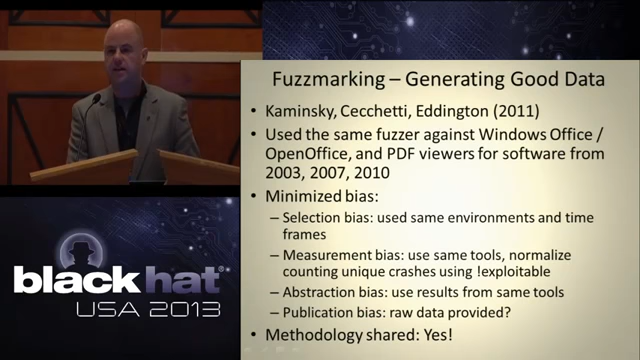 Fuzzmarking – Generating Good Data
• Kaminsky, Cecchetti, Eddington (2011)
• Used the same fuzzer against Windows Office /
OpenOffice, and PDF viewers for software from
2003, 2007, 2010
• Minimized bias:
– Selection bias: used same environments and time
frames
– Measurement bias: use same tools, normalize
counting unique crashes using !exploitable
– Abstraction bias: use results from same tools
– Publication bias: raw data provided?
• Methodology shared: Yes!
black hat®
USA 2013